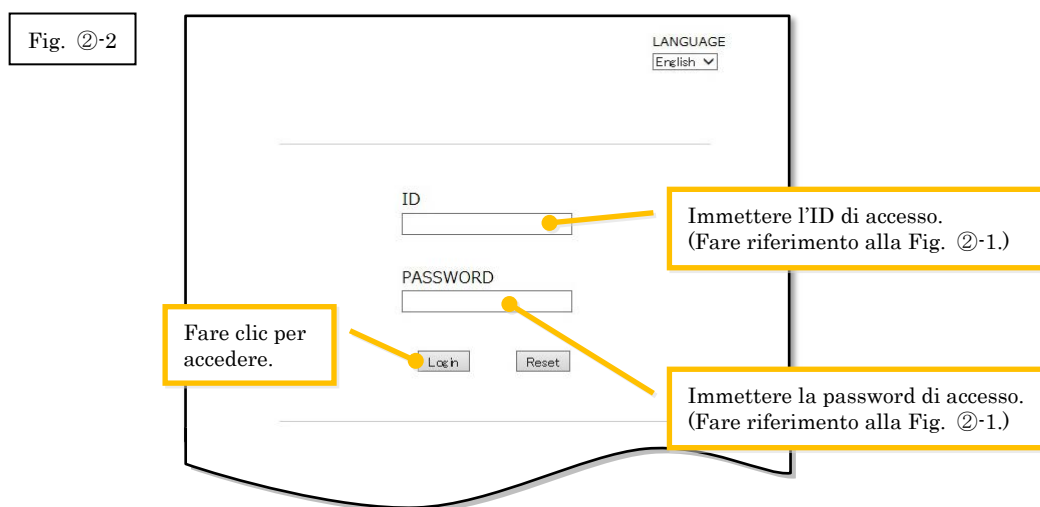 Fig. ②-2
LANGUAGE
English
ID
Immettere l'ID di accesso.
(Fare riferimento alla Fig. ②-1.)
PASSWORD
Fare clic per
accedere.
Login
Reset
Immettere la password di accesso.
(Fare riferimento alla Fig. ②-1.)